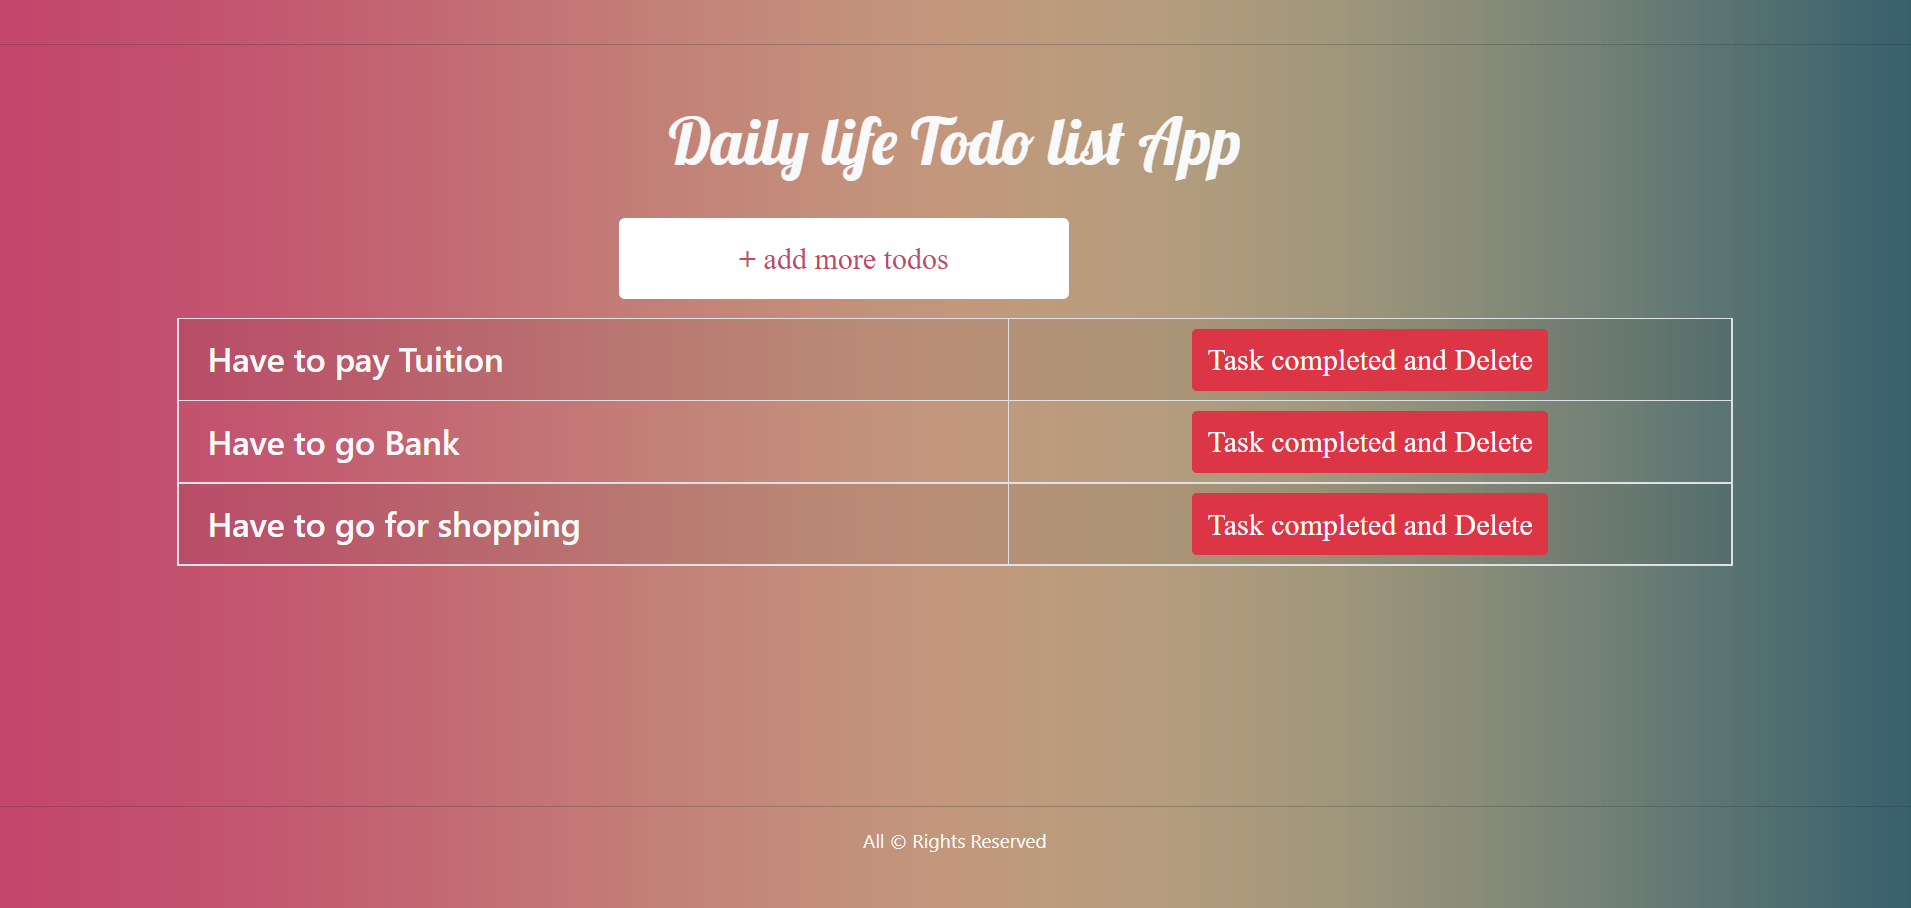 Daily life Todo list App
+ add more todos
Have to pay Tuition
Task completed and Delete
Have to go Bank
Task completed and Delete
Have to go for shopping
Task completed and Delete
All © Rights Reserved